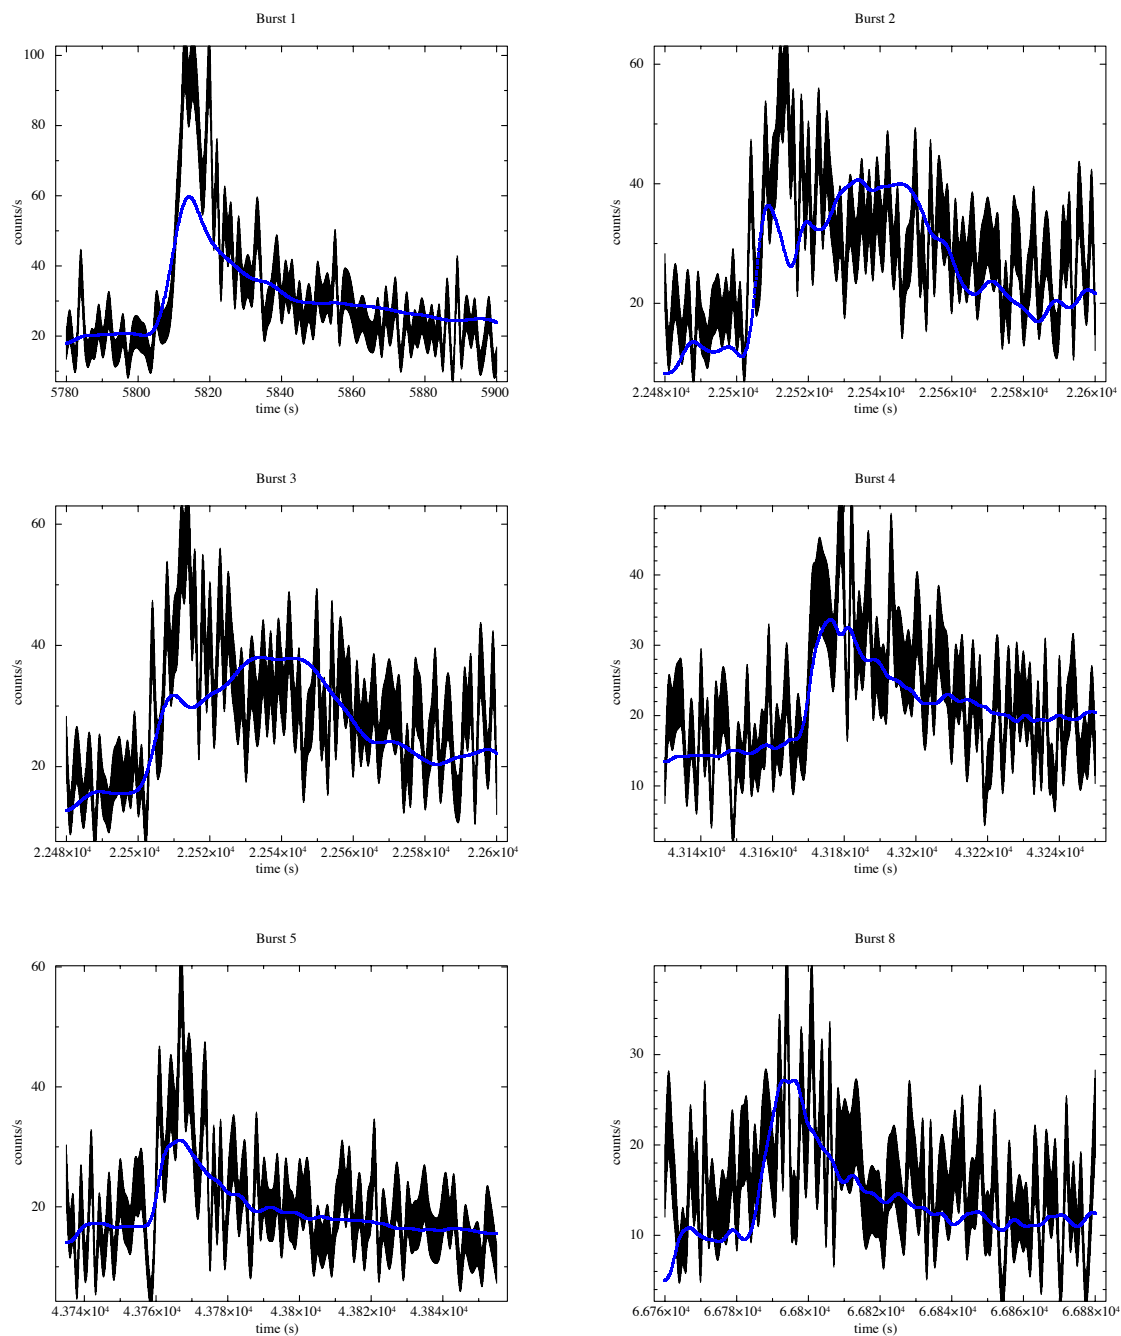 Burst 1
100
80
60
40
20
counts/s
5780 5800 5820 5840 5860 5880 5900
time (s)
Burst 2
60
40
20
counts/s
2.248×10⁴ 2.25×10⁴ 2.252×10⁴ 2.254×10⁴ 2.256×10⁴ 2.258×10⁴ 2.26×10⁴
time (s)
Burst 3
60
40
20
counts/s
2.248×10⁴ 2.25×10⁴ 2.252×10⁴ 2.254×10⁴ 2.256×10⁴ 2.258×10⁴ 2.26×10⁴
time (s)
Burst 4
40
30
20
10
counts/s
4.314×10⁴ 4.316×10⁴ 4.318×10⁴ 4.32×10⁴ 4.322×10⁴ 4.324×10⁴
time (s)
Burst 5
60
40
20
counts/s
4.374×10⁴ 4.376×10⁴ 4.378×10⁴ 4.38×10⁴ 4.382×10⁴ 4.384×10⁴
time (s)
Burst 8
30
20
10
counts/s
6.676×10⁴ 6.678×10⁴ 6.68×10⁴ 6.682×10⁴ 6.684×10⁴ 6.686×10⁴ 6.688×10⁴
time (s)